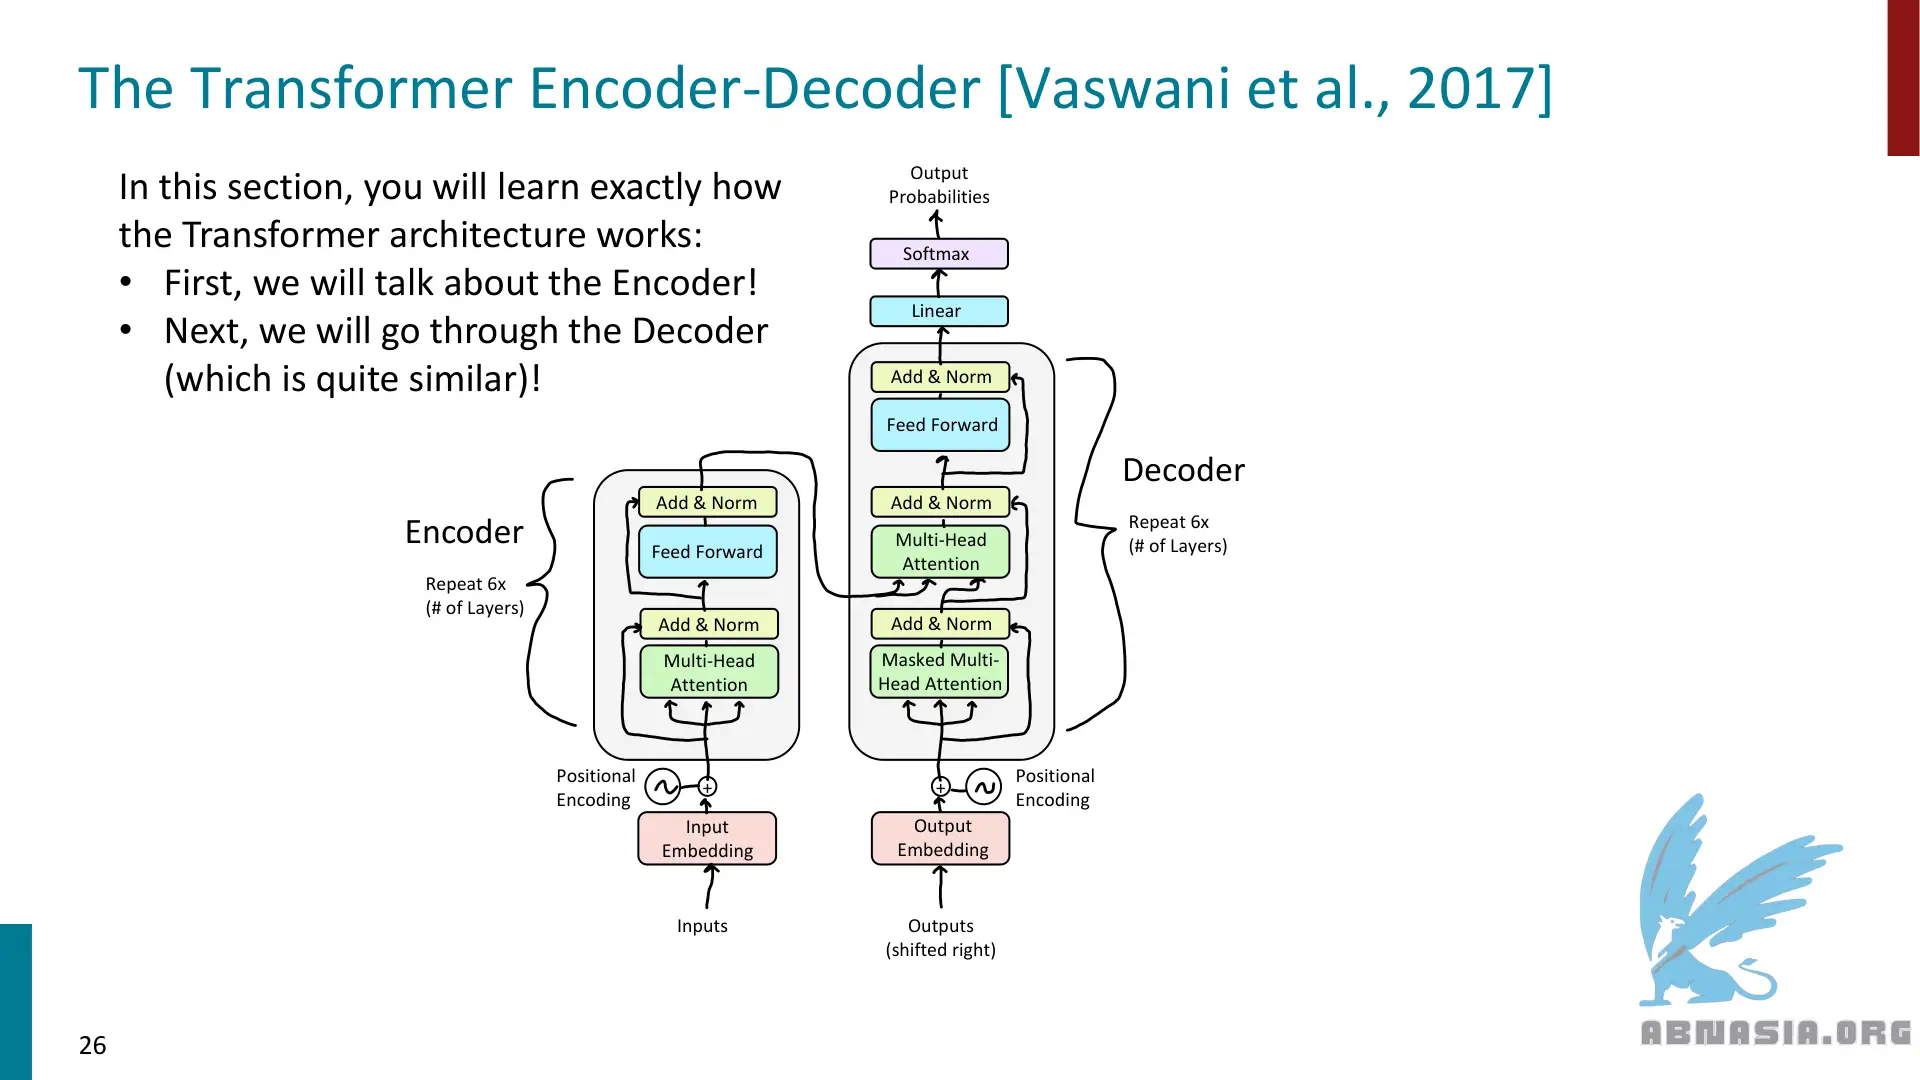 The Transformer Encoder-Decoder [Vaswani et al., 2017]
In this section, you will learn exactly how
the Transformer architecture works:
• First, we will talk about the Encoder!
• Next, we will go through the Decoder
(which is quite similar)!
Output
Probabilities
Softmax
Linear
Add & Norm
Feed Forward
Add & Norm
Multi-Head
Attention
Add & Norm
Masked Multi-
Head Attention
Decoder
Repeat 6x
(# of Layers)
Encoder
Repeat 6x
(# of Layers)
Add & Norm
Feed Forward
Add & Norm
Multi-Head
Attention
Positional
Encoding
+
+
Positional
Encoding
Input
Embedding
Output
Embedding
Inputs
Outputs
(shifted right)
26
ABNASIA.ORG